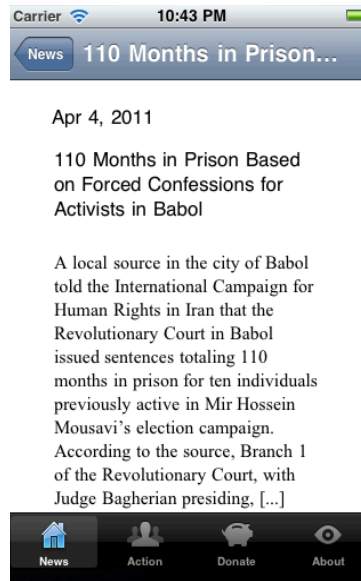 Carrier 10:43 PM
News 110 Months in Prison...
Apr 4, 2011
110 Months in Prison Based
on Forced Confessions for
Activists in Babol
A local source in the city of Babol
told the International Campaign for
Human Rights in Iran that the
Revolutionary Court in Babol
issued sentences totaling 110
months in prison for ten individuals
previously active in Mir Hossein
Mousavi’s election campaign.
According to the source, Branch 1
of the Revolutionary Court, with
Judge Bagherian presiding, [...]
News Action Donate About